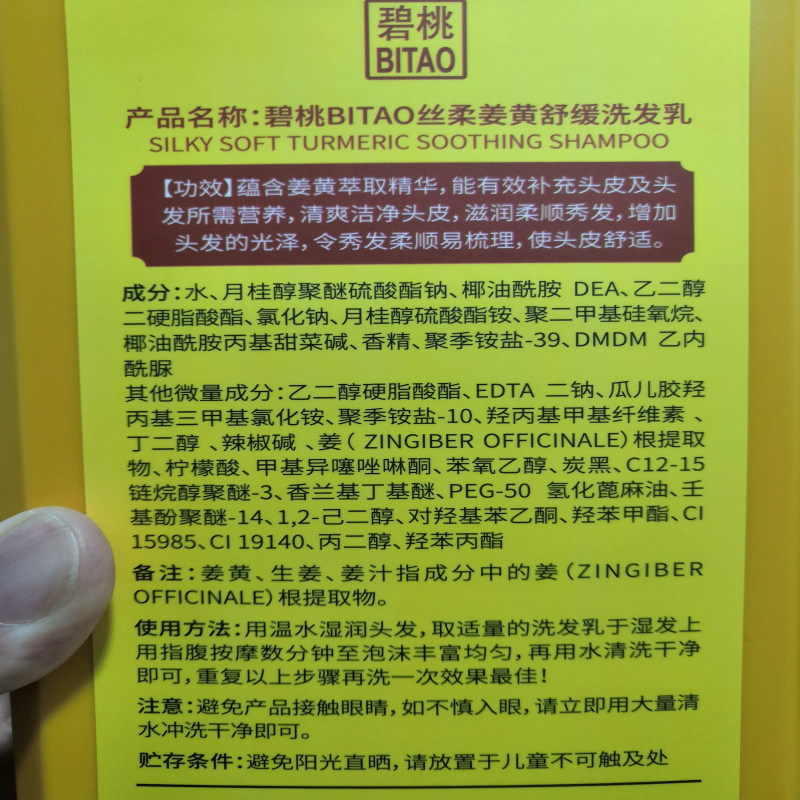 碧桃
BITAO
产品名称：碧桃BITAO丝柔姜黄舒缓洗发乳
SILKY SOFT TURMERIC SOOTHING SHAMPOO
【功效】蕴含姜黄萃取精华，能有效补充头皮及头
发所需营养，清爽洁净头皮，滋润柔顺秀发，增加
头发的光泽，令秀发柔顺易梳理，使头皮舒适。
成分：水、月桂醇聚醚硫酸酯钠、椰油酰胺 DEA、乙二醇
二硬脂酸酯、氯化钠、月桂醇硫酸酯铵、聚二甲基硅氧烷、
椰油酰胺丙基甜菜碱、香精、聚季铵盐-39、DMDM 乙内
酰脲
其他微量成分：乙二醇硬脂酸酯、EDTA 二钠、瓜儿胶羟
丙基三甲基氯化铵、聚季铵盐-10、羟丙基甲基纤维素 、
丁二醇 、辣椒碱 、姜（ ZINGIBER OFFICINALE）根提取
物、柠檬酸、甲基异噻唑啉酮、苯氧乙醇、炭黑、C12-15
链烷醇聚醚-3、香兰基丁基醚、PEG-50 氢化蓖麻油、壬
基酚聚醚-14、1,2-己二醇、对羟基苯乙酮、羟苯甲酯、CI
15985、CI 19140、丙二醇、羟苯丙酯
备注：姜黄、生姜、姜汁指成分中的姜（ZINGIBER
OFFICINALE）根提取物。
使用方法：用温水湿润头发，取适量的洗发乳于湿发上
用指腹按摩数分钟至泡沫丰富均匀，再用水清洗干净
即可，重复以上步骤再洗一次效果最佳！
注意：避免产品接触眼睛，如不慎入眼，请立即用大量清
水冲洗干净即可。
贮存条件：避免阳光直晒，请放置于儿童不可触及处